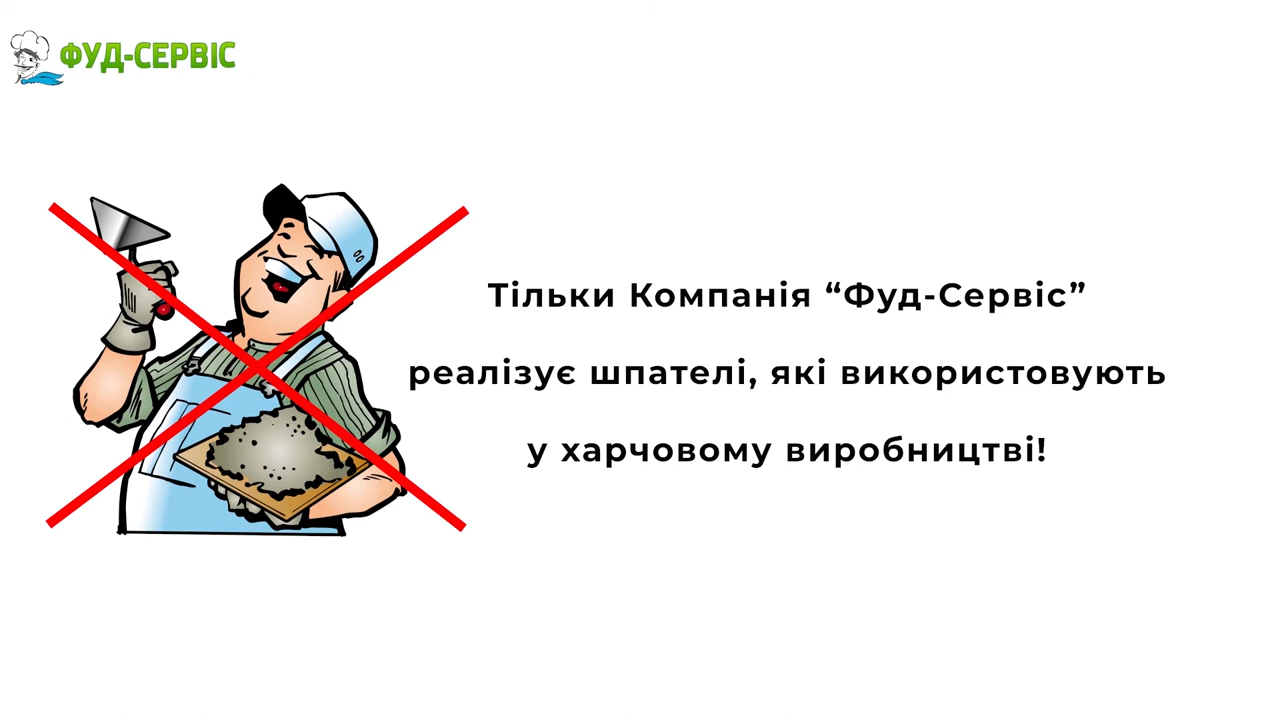 ФУД-СЕРВІС
Тільки Компанія “Фуд-Сервіс”
реалізує шпателі, які використовують
у харчовому виробництві!